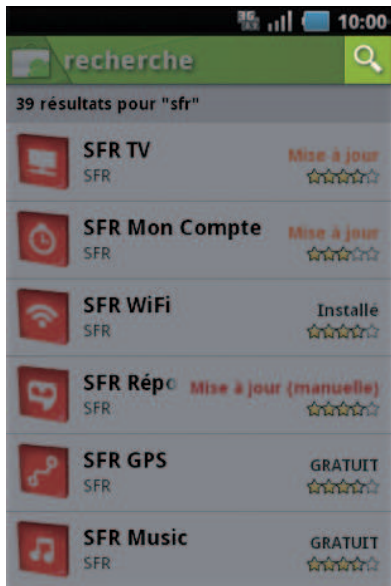 3G 10:00
recherche
39 résultats pour "sfr"
SFR TV
Mise à jour
SFR
SFR Mon Compte
Mise à jour
SFR
SFR WiFi
Installé
SFR
SFR Répo
Mise à jour (manuelle)
SFR
SFR GPS
GRATUIT
SFR
SFR Music
GRATUIT
SFR